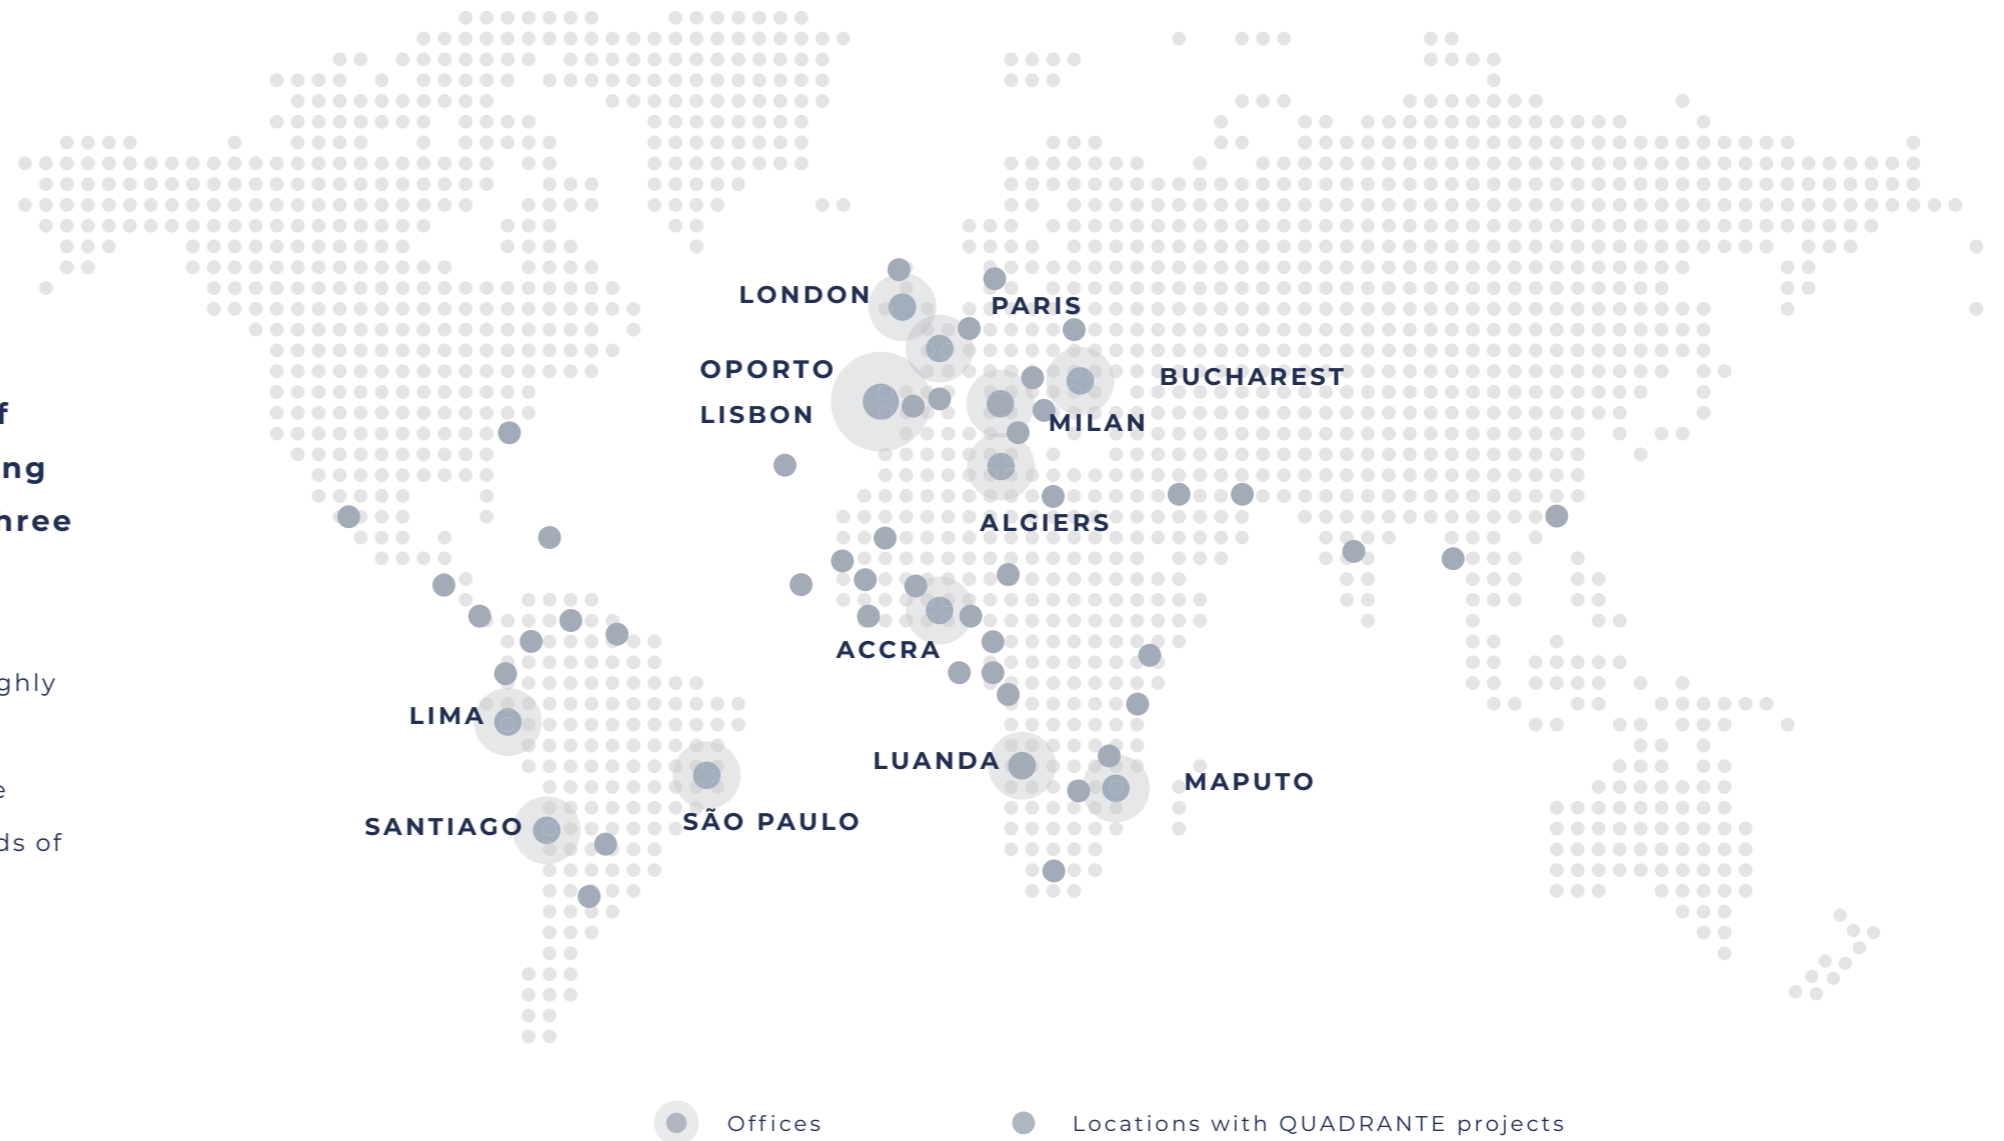 f
ng
hree
ghly
e
ds of
LONDON
PARIS
OPORTO
BUCHAREST
LISBON
MILAN
ALGIERS
ACCRA
LIMA
LUANDA
MAPUTO
SANTIAGO
SÃO PAULO
Offices
Locations with QUADRANTE projects